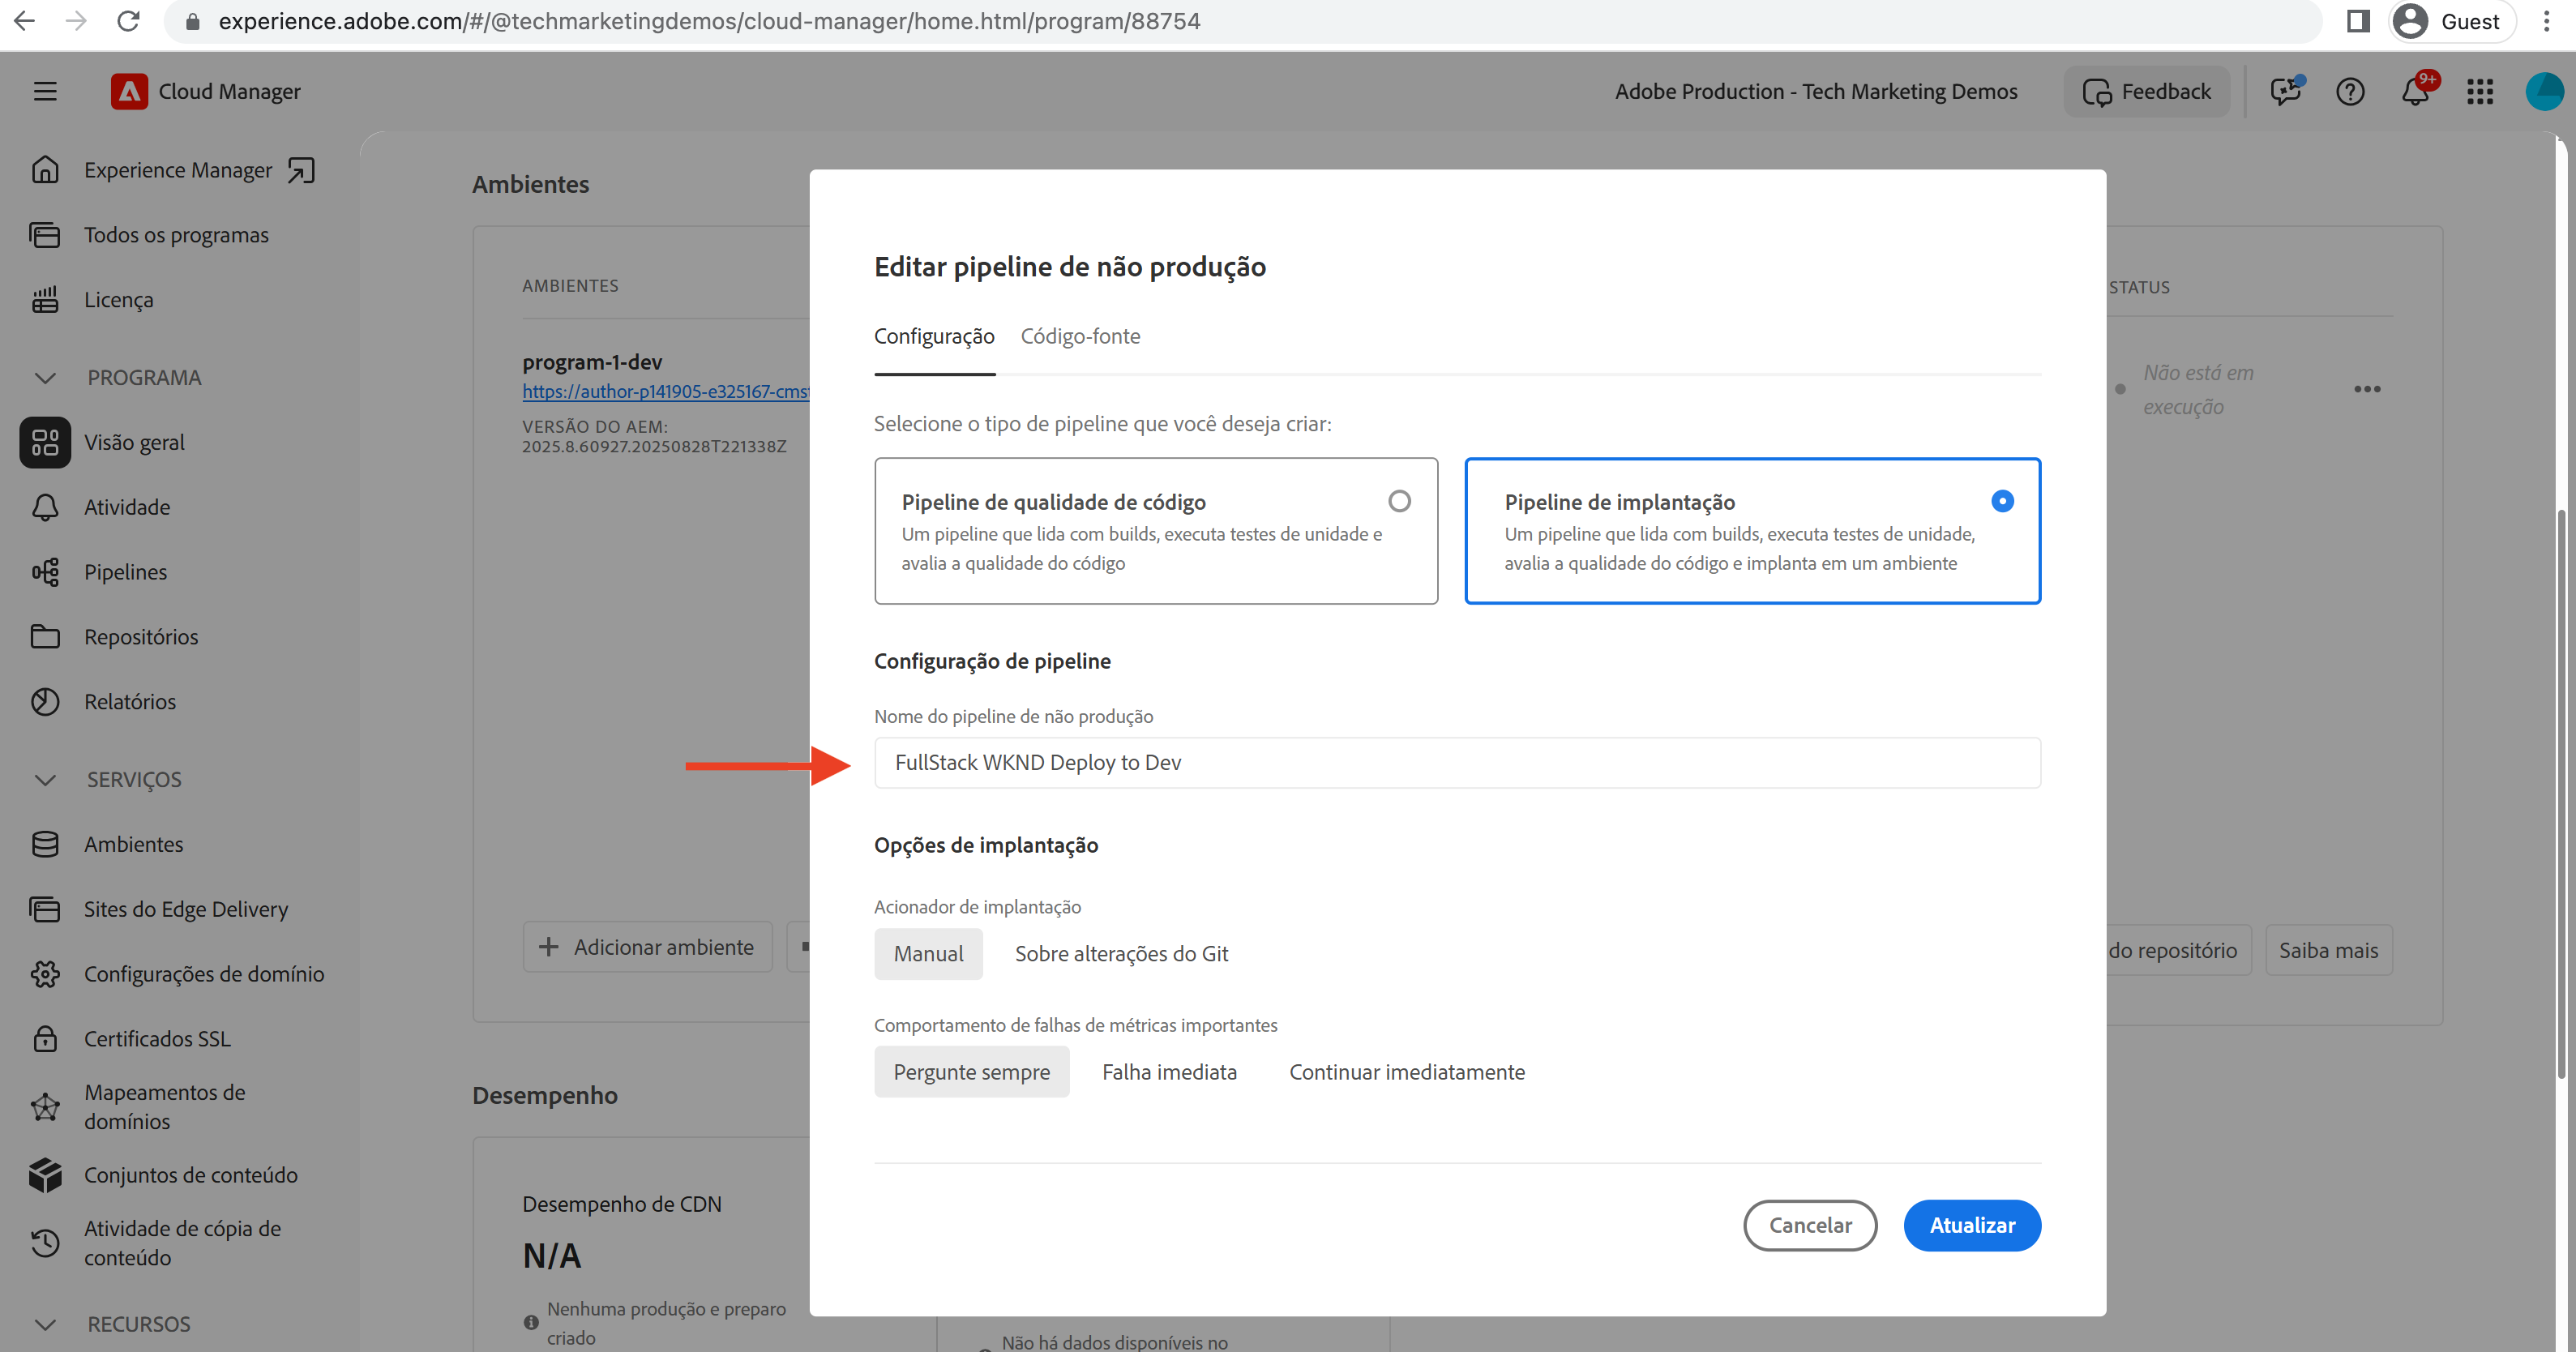 experience.adobe.com/#/@techmarketingdemos/cloud-manager/home.html/program/88754
Guest
Cloud Manager
Adobe Production - Tech Marketing Demos
Feedback
9+
Experience Manager
Todos os programas
Licença
PROGRAMA
Visão geral
Atividade
Pipelines
Repositórios
Relatórios
SERVIÇOS
Ambientes
Sites do Edge Delivery
Configurações de domínio
Certificados SSL
Mapeamentos de
domínios
Conjuntos de conteúdo
Atividade de cópia de
conteúdo
RECURSOS
Ambientes
AMBIENTES
program-1-dev
https://author-p141905-e325167-cms
VERSÃO DO AEM:
2025.8.60927.20250828T221338Z
Adicionar ambiente
Desempenho
Desempenho de CDN
N/A
Nenhuma produção e preparo
criado
Não há dados disponíveis no
Editar pipeline de não produção
Configuração
Código-fonte
Selecione o tipo de pipeline que você deseja criar:
Pipeline de qualidade de código
Um pipeline que lida com builds, executa testes de unidade e
avalia a qualidade do código
Pipeline de implantação
Um pipeline que lida com builds, executa testes de unidade,
avalia a qualidade do código e implanta em um ambiente
Configuração de pipeline
Nome do pipeline de não produção
FullStack WKND Deploy to Dev
Opções de implantação
Acionador de implantação
Manual
Sobre alterações do Git
Comportamento de falhas de métricas importantes
Pergunte sempre
Falha imediata
Continuar imediatamente
Cancelar
Atualizar
STATUS
Não está em
execução
do repositório
Saiba mais